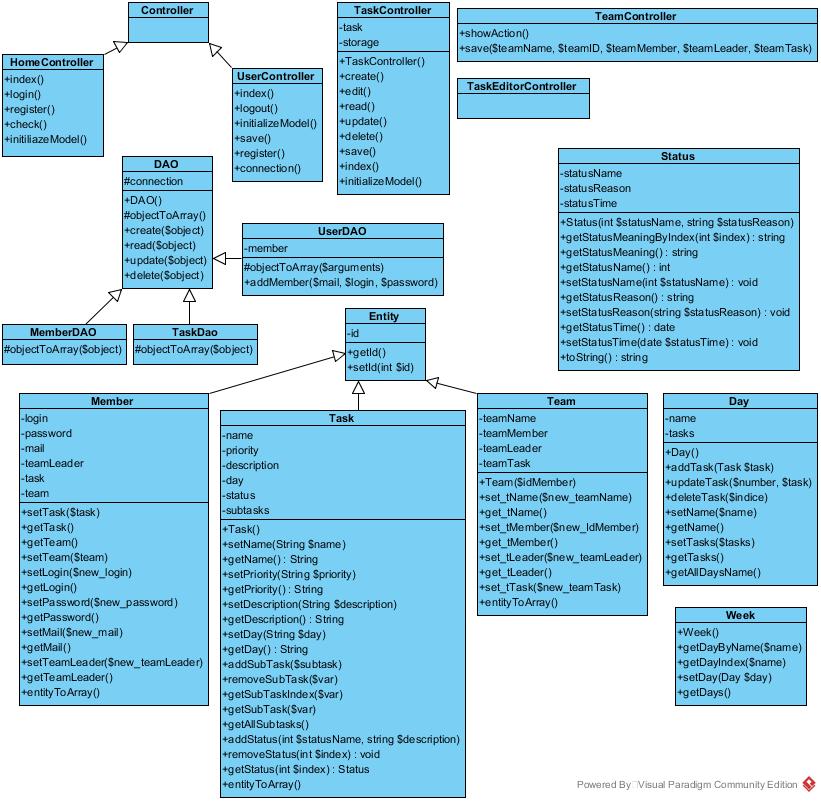 Controller
HomeController
+index()
+login()
+register()
+check()
+initiliazeModel()
UserController
+index()
+logout()
+initializeModel()
+save()
+register()
+connection()
TaskController
-task
-storage
+TaskController()
+create()
+edit()
+read()
+update()
+delete()
+save()
+index()
+initializeModel()
TeamController
+showAction()
+save($teamName, $teamID, $teamMember, $teamLeader, $teamTask)
TaskEditorController
DAO
#connection
+DAO()
#objectToArray()
+create($object)
+read($object)
+update($object)
+delete($object)
UserDAO
-member
#objectToArray($arguments)
+addMember($mail, $login, $password)
Status
-statusName
-statusReason
-statusTime
+Status(int $statusName, string $statusReason)
+getStatusMeaningByIndex(int $index) : string
+getStatusMeaning() : string
+getStatusName() : int
+setStatusName(int $statusName) : void
+getStatusReason() : string
+setStatusReason(string $statusReason) : void
+getStatusTime() : date
+setStatusTime(date $statusTime) : void
+toString() : string
MemberDAO
#objectToArray($object)
TaskDao
#objectToArray($object)
Entity
-id
+getId()
+setId(int $id)
Member
-login
-password
-mail
-teamLeader
-task
-team
+setTask($task)
+getTask()
+getTeam()
+setTeam($team)
+setLogin($new_login)
+getLogin()
+setPassword($new_password)
+getPassword()
+setMail($new_mail)
+getMail()
+setTeamLeader($new_teamLeader)
+getTeamLeader()
+entityToArray()
Task
-name
-priority
-description
-day
-status
-subtasks
+Task()
+setName(String $name)
+getName() : String
+setPriority(String $priority)
+getPriority() : String
+setDescription(String $description)
+getDescription() : String
+setDay(String $day)
+getDay() : String
+addSubTask($subtask)
+removeSubTask($var)
+getSubTaskIndex($var)
+getSubTask($var)
+getAllSubtasks()
+addStatus(int $statusName, string $description)
+removeStatus(int $index) : void
+getStatus(int $index) : Status
+entityToArray()
Team
-teamName
-teamMember
-teamLeader
-teamTask
+Team($idMember)
+set_tName($new_teamName)
+get_tName()
+set_tMember($new_IdMember)
+get_tMember()
+set_tLeader($new_teamLeader)
+get_tLeader()
+set_tTask($new_teamTask)
+entityToArray()
Day
-name
-tasks
+Day()
+addTask(Task $task)
+updateTask($number, $task)
+deleteTask($indice)
+setName($name)
+getName()
+setTasks($tasks)
+getTasks()
+getAllDaysName()
Week
+Week()
+getDayByName($name)
+getDayIndex($name)
+setDay(Day $day)
+getDays()
Powered By Visual Paradigm Community Edition